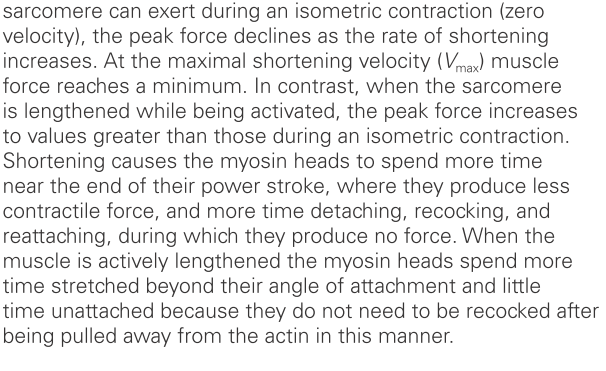 sarcomere can exert during an isometric contraction (zero
velocity), the peak force declines as the rate of shortening
increases. At the maximal shortening velocity (Vmax) muscle
force reaches a minimum. In contrast, when the sarcomere
is lengthened while being activated, the peak force increases
to values greater than those during an isometric contraction.
Shortening causes the myosin heads to spend more time
near the end of their power stroke, where they produce less
contractile force, and more time detaching, recocking, and
reattaching, during which they produce no force. When the
muscle is actively lengthened the myosin heads spend more
time stretched beyond their angle of attachment and little
time unattached because they do not need to be recocked after
being pulled away from the actin in this manner.